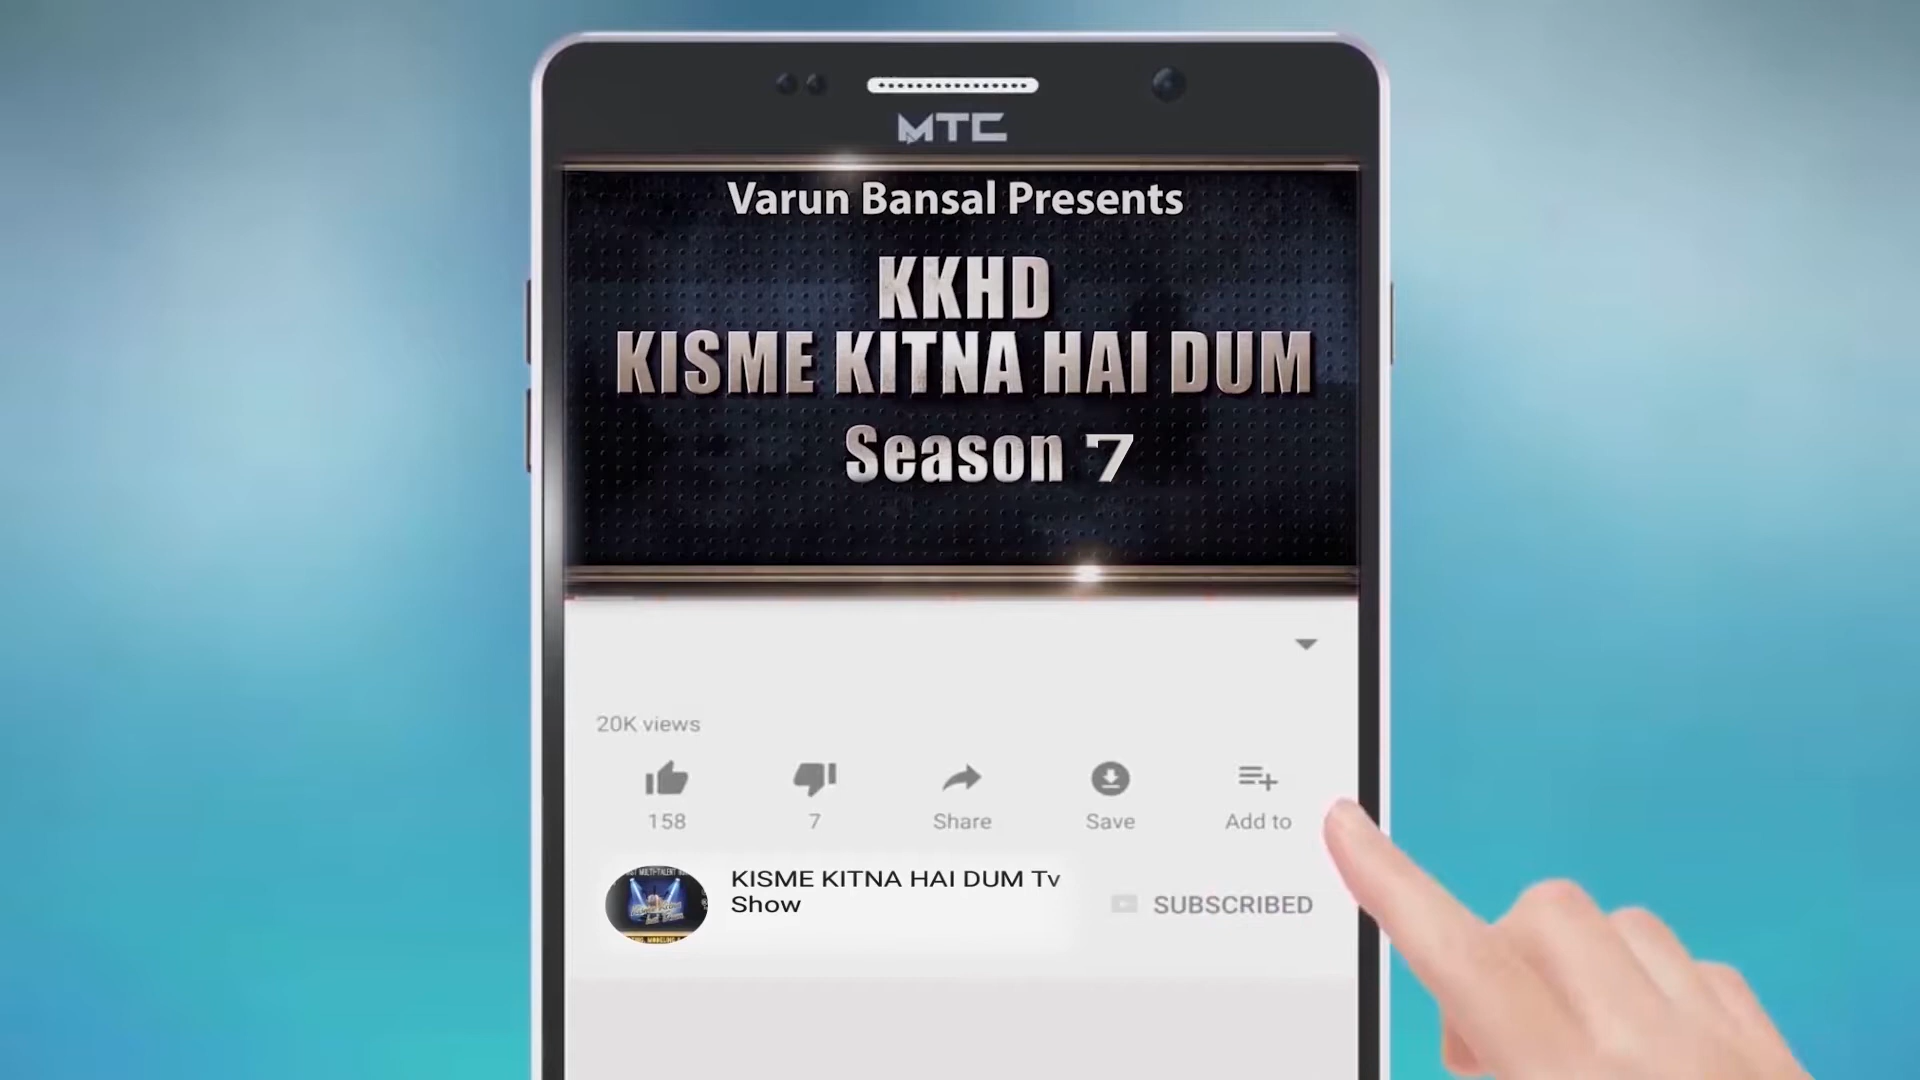 MTC
Varun Bansal Presents
KKHD
KISME KITNA HAI DUM
Season 7
20K views
158
7
Share
Save
Add to
KISME KITNA HAI DUM Tv
Show
SUBSCRIBED